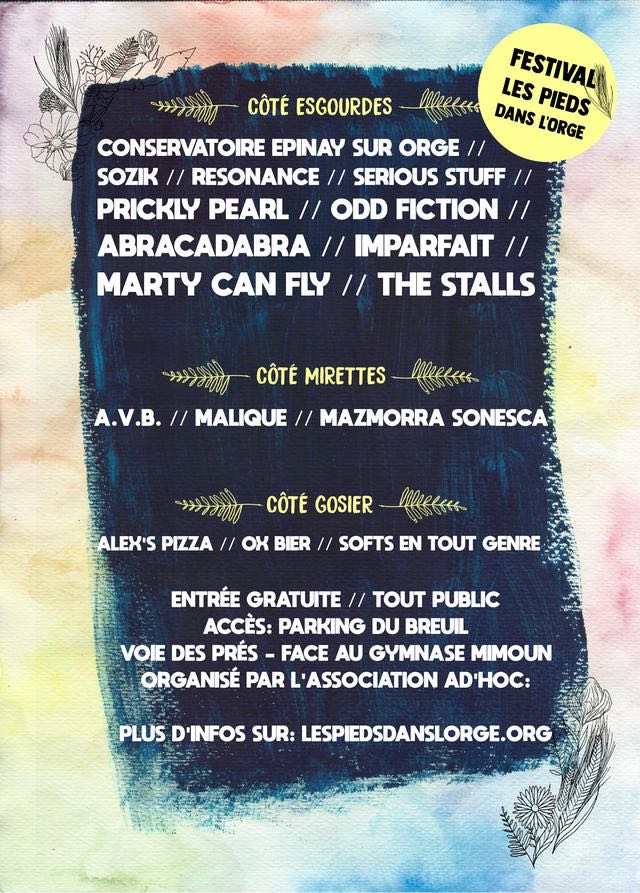 FESTIVAL
LES PIEDS
DANS L'ORGE
CÔTÉ ESGOURDES
CONSERVATOIRE EPINAY SUR ORGE //
SOZIK // RESONANCE // SERIOUS STUFF //
PRICKLY PEARL // ODD FICTION //
ABRACADABRA // IMPARFAIT //
MARTY CAN FLY // THE STALLS
CÔTÉ MIRETTES
A.V.B. // MALIQUE // MAZMORRA SONESCA
CÔTÉ GOSIER
ALEX'S PIZZA // OX BIER // SOFTS EN TOUT GENRE
ENTRÉE GRATUITE // TOUT PUBLIC
ACCÈS: PARKING DU BREUIL
VOIE DES PRÉS - FACE AU GYMNASE MIMOUN
ORGANISÉ PAR L'ASSOCIATION AD'HOC:
PLUS D'INFOS SUR: LESPIEDSDANSLORGE.ORG